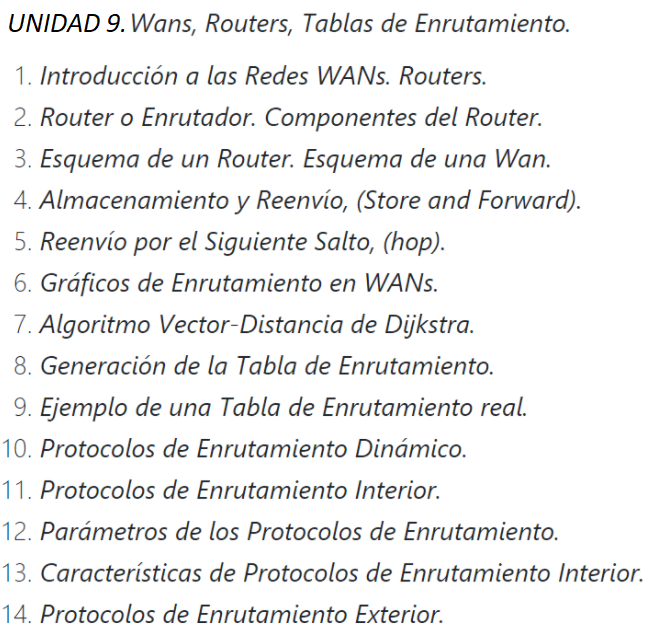 UNIDAD 9. Wans, Routers, Tablas de Enrutamiento.
1. Introducción a las Redes WANs. Routers.
2. Router o Enrutador. Componentes del Router.
3. Esquema de un Router. Esquema de una Wan.
4. Almacenamiento y Reenvío, (Store and Forward).
5. Reenvío por el Siguiente Salto, (hop).
6. Gráficos de Enrutamiento en WANs.
7. Algoritmo Vector-Distancia de Dijkstra.
8. Generación de la Tabla de Enrutamiento.
9. Ejemplo de una Tabla de Enrutamiento real.
10. Protocolos de Enrutamiento Dinámico.
11. Protocolos de Enrutamiento Interior.
12. Parámetros de los Protocolos de Enrutamiento.
13. Características de Protocolos de Enrutamiento Interior.
14. Protocolos de Enrutamiento Exterior.